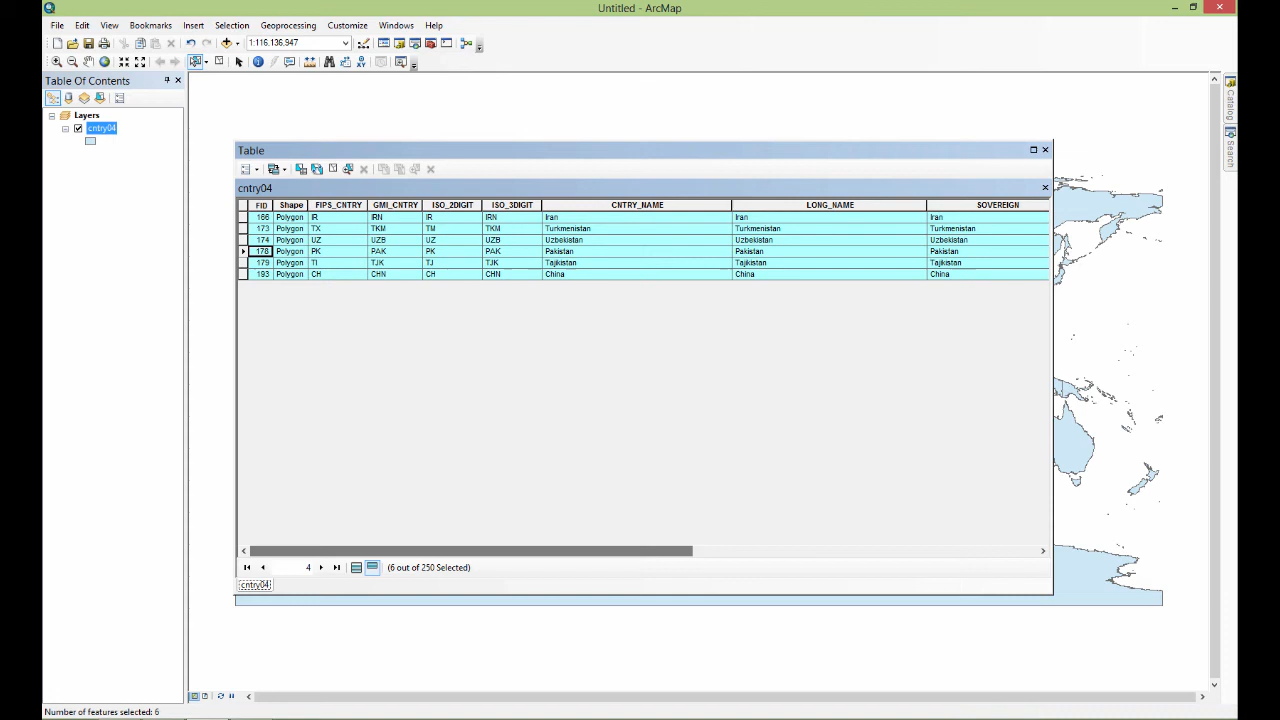 Untitled - ArcMap
File Edit View Bookmarks Insert Selection Geoprocessing Customize Windows Help
1:116.136.947
Table Of Contents
Layers
cntry04
Table
cntry04
FID Shape FIPS_CNTRY GMI_CNTRY ISO_2DIGIT ISO_3DIGIT CNTRY_NAME LONG_NAME SOVEREIGN
166 Polygon IR IRN IR IRN Iran Iran Iran
173 Polygon TX TKM TM TKM Turkmenistan Turkmenistan Turkmenistan
174 Polygon UZ UZB UZ UZB Uzbekistan Uzbekistan Uzbekistan
178 Polygon PK PAK PK PAK Pakistan Pakistan Pakistan
179 Polygon TI TJK TJ TJK Tajikistan Tajikistan Tajikistan
193 Polygon CH CHN CH CHN China China China
4 (6 out of 250 Selected)
cntry04
Catalog
Search
Number of features selected: 6